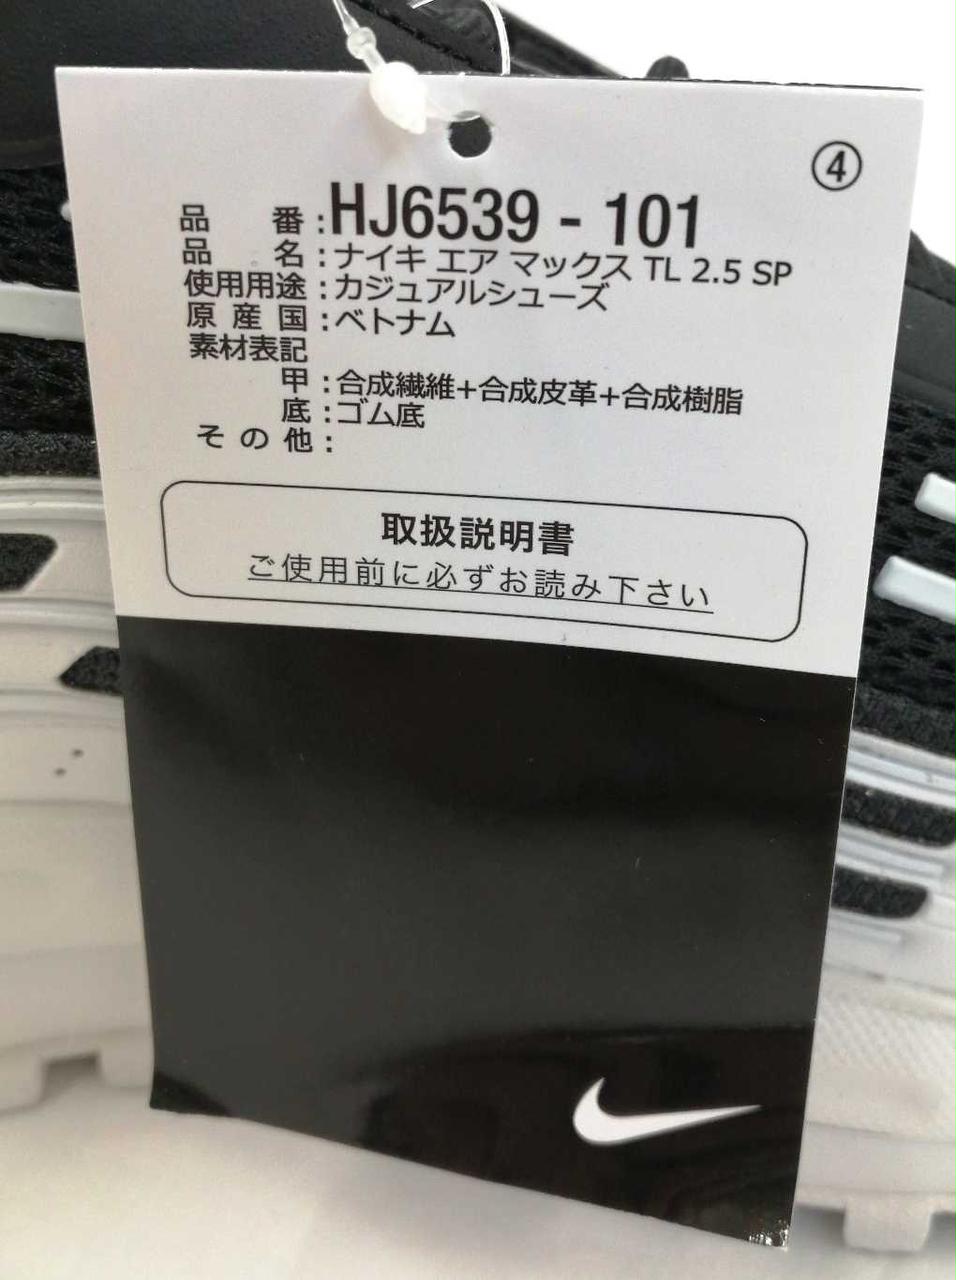 ④
品番:HJ6539 - 101
品名:ナイキ エア マックス TL 2.5 SP
使用用途:カジュアルシューズ
原産国:ベトナム
素材表記
甲:合成繊維+合成皮革+合成樹脂
底:ゴム底
その他:
取扱説明書
ご使用前に必ずお読み下さい